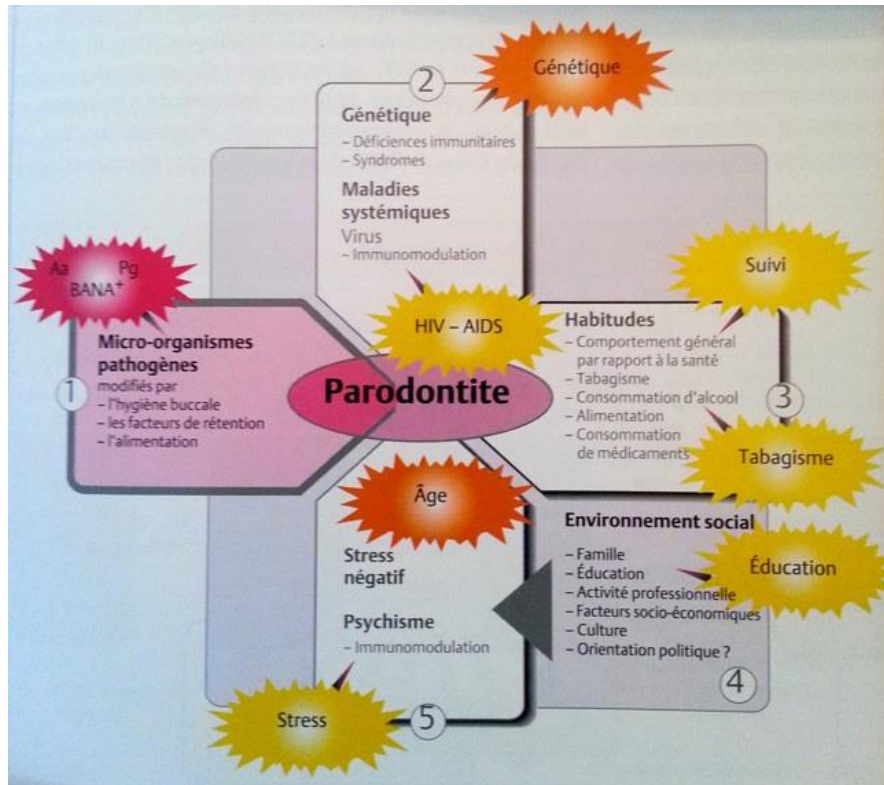 2
Génétique
Génétique
– Déficiences immunitaires
– Syndromes
Maladies
systémiques
Virus
– Immunomodulation
HIV – AIDS
Aa Pg
BANA+
1
Micro-organismes
pathogènes
modifiés par
– l'hygiène buccale
– les facteurs de rétention
– l'alimentation
Parodontite
Suivi
Habitudes
– Comportement général
par rapport à la santé
– Tabagisme
– Consommation d'alcool
– Alimentation
– Consommation
de médicaments
3
Tabagisme
Âge
Stress
négatif
Psychisme
– Immunomodulation
Stress
5
Environnement social
– Famille
– Éducation
– Activité professionnelle
– Facteurs socio-économiques
– Culture
– Orientation politique ?
Éducation
4